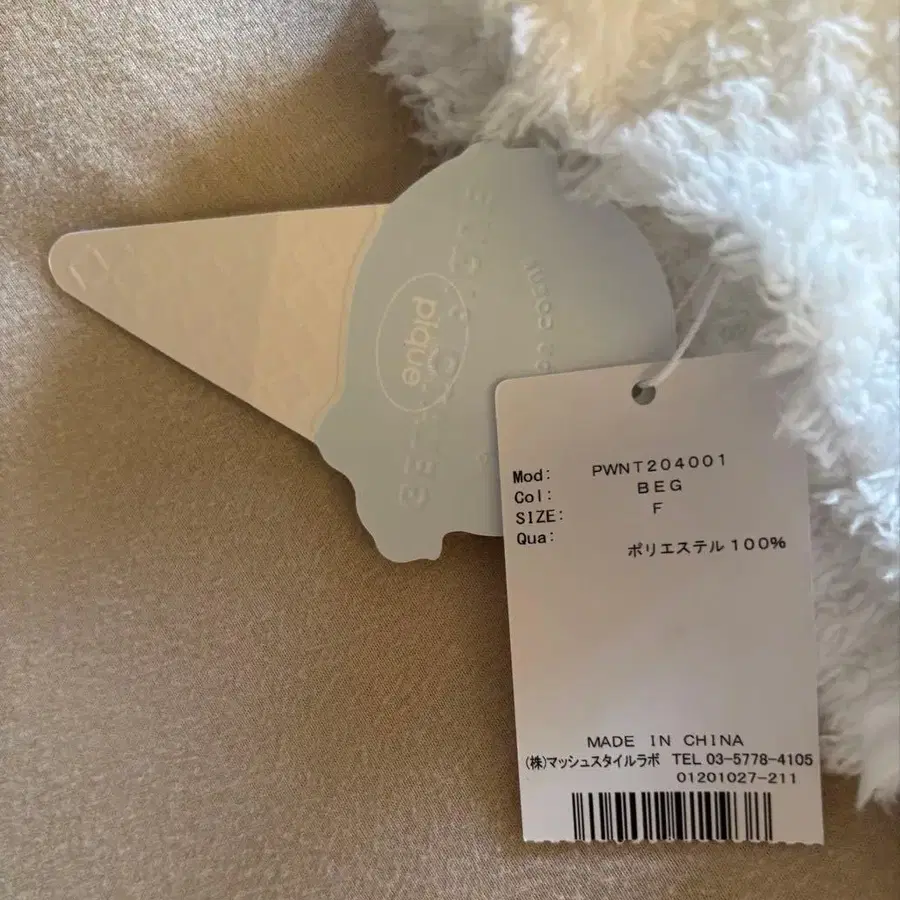 piquie
Mod: PWNT204001
Col: BEG
SIZE: F
Qua: ポリエステル100%
MADE IN CHINA
(株)マッシュスタイルラボ TEL 03-5778-4105
01201027-211